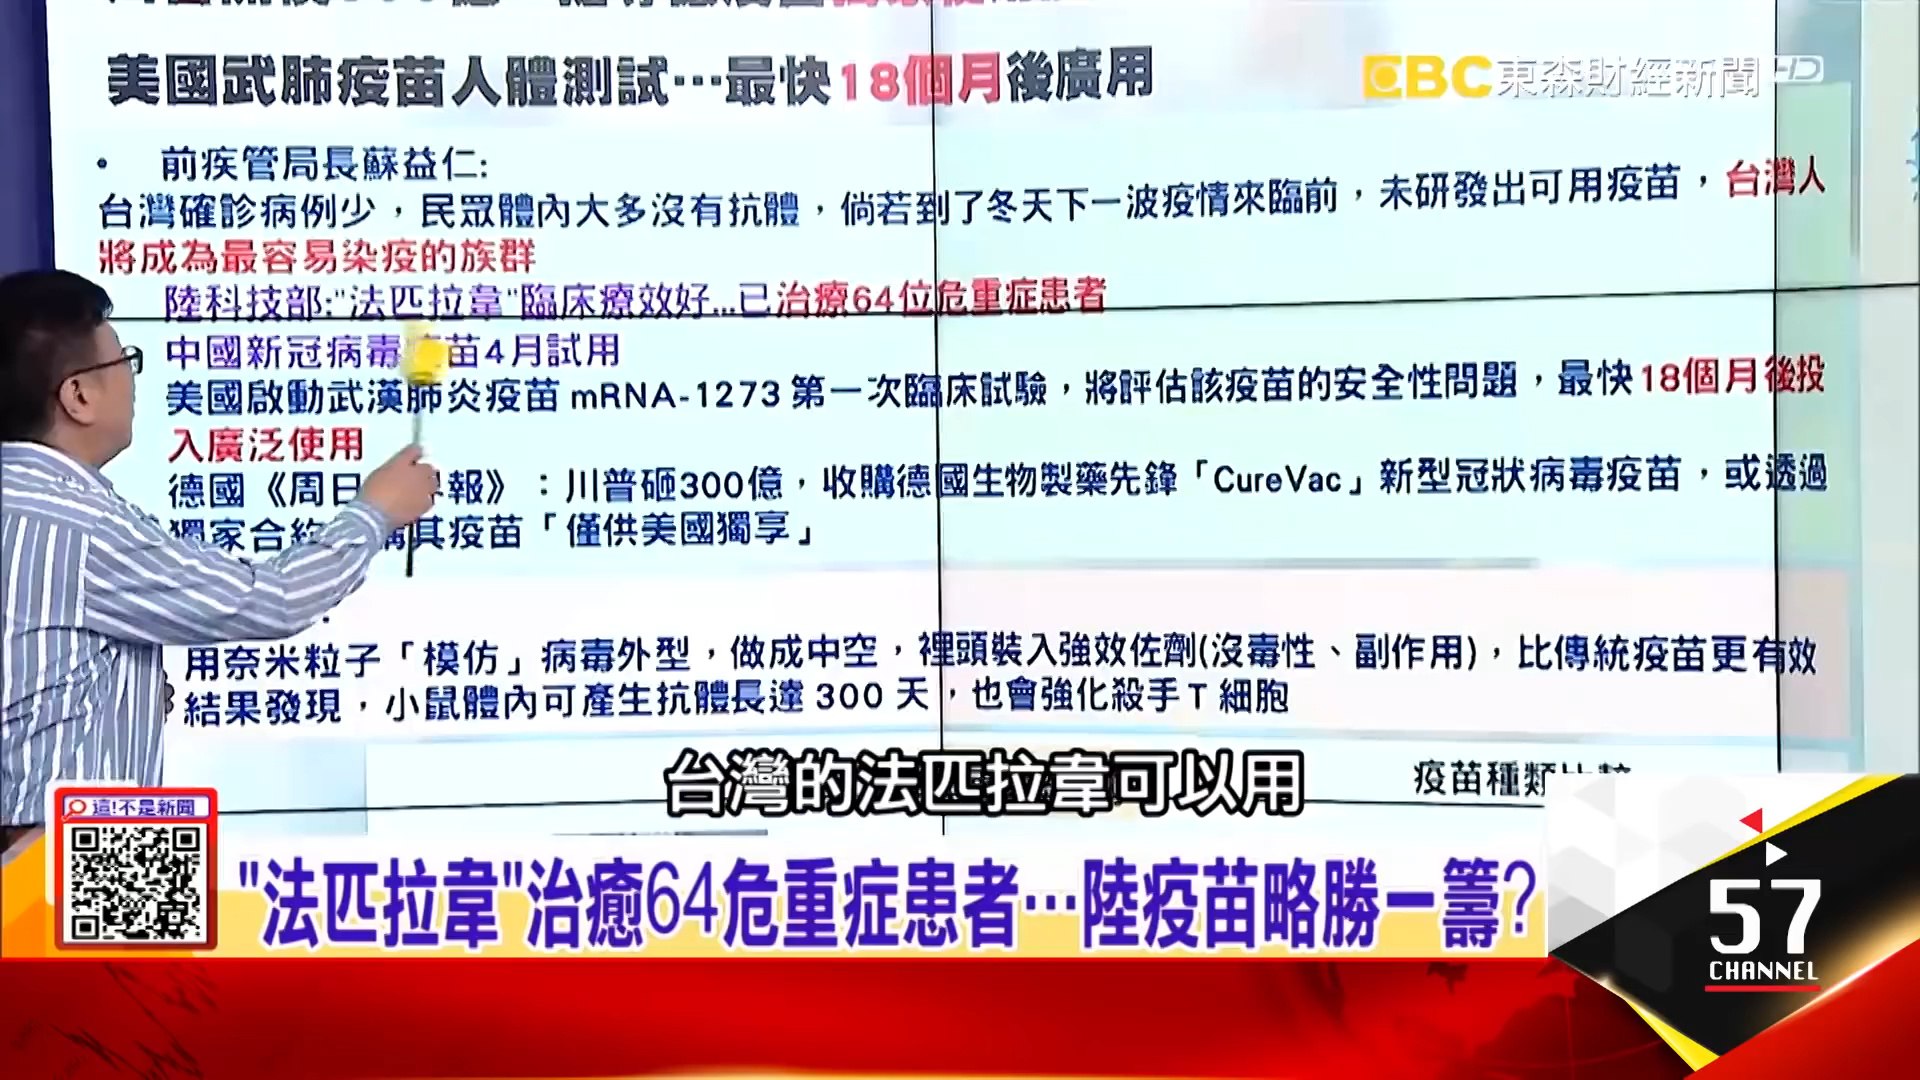 美國武肺疫苗人體測試…最快18個月後廣用
EBC東森財經新聞HD
• 前疾管局長蘇益仁:
台灣確診病例少，民眾體內大多沒有抗體，倘若到了冬天下一波疫情來臨前，未研發出可用疫苗，台灣人
將成為最容易染疫的族群
陸科技部:"法匹拉韋"臨床療效好...已治療64位危重症患者
中國新冠病毒 苗4月試用
美國啟動武漢肺炎疫苗 mRNA-1273 第一次臨床試驗，將評估該疫苗的安全性問題，最快18個月後投
入廣泛使用
德國《周日 報》：川普砸300億，收購德國生物製藥先鋒「CureVac」新型冠狀病毒疫苗，或透過
獨家合約 其疫苗「僅供美國獨享」
用奈米粒子「模仿」病毒外型，做成中空，裡頭裝入強效佐劑(沒毒性、副作用)，比傳統疫苗更有效
結果發現，小鼠體內可產生抗體長達 300 天，也會強化殺手 T 細胞
台灣的法匹拉韋可以用
疫苗種類
這!不是新聞
"法匹拉韋"治癒64危重症患者…陸疫苗略勝一籌?
57
CHANNEL